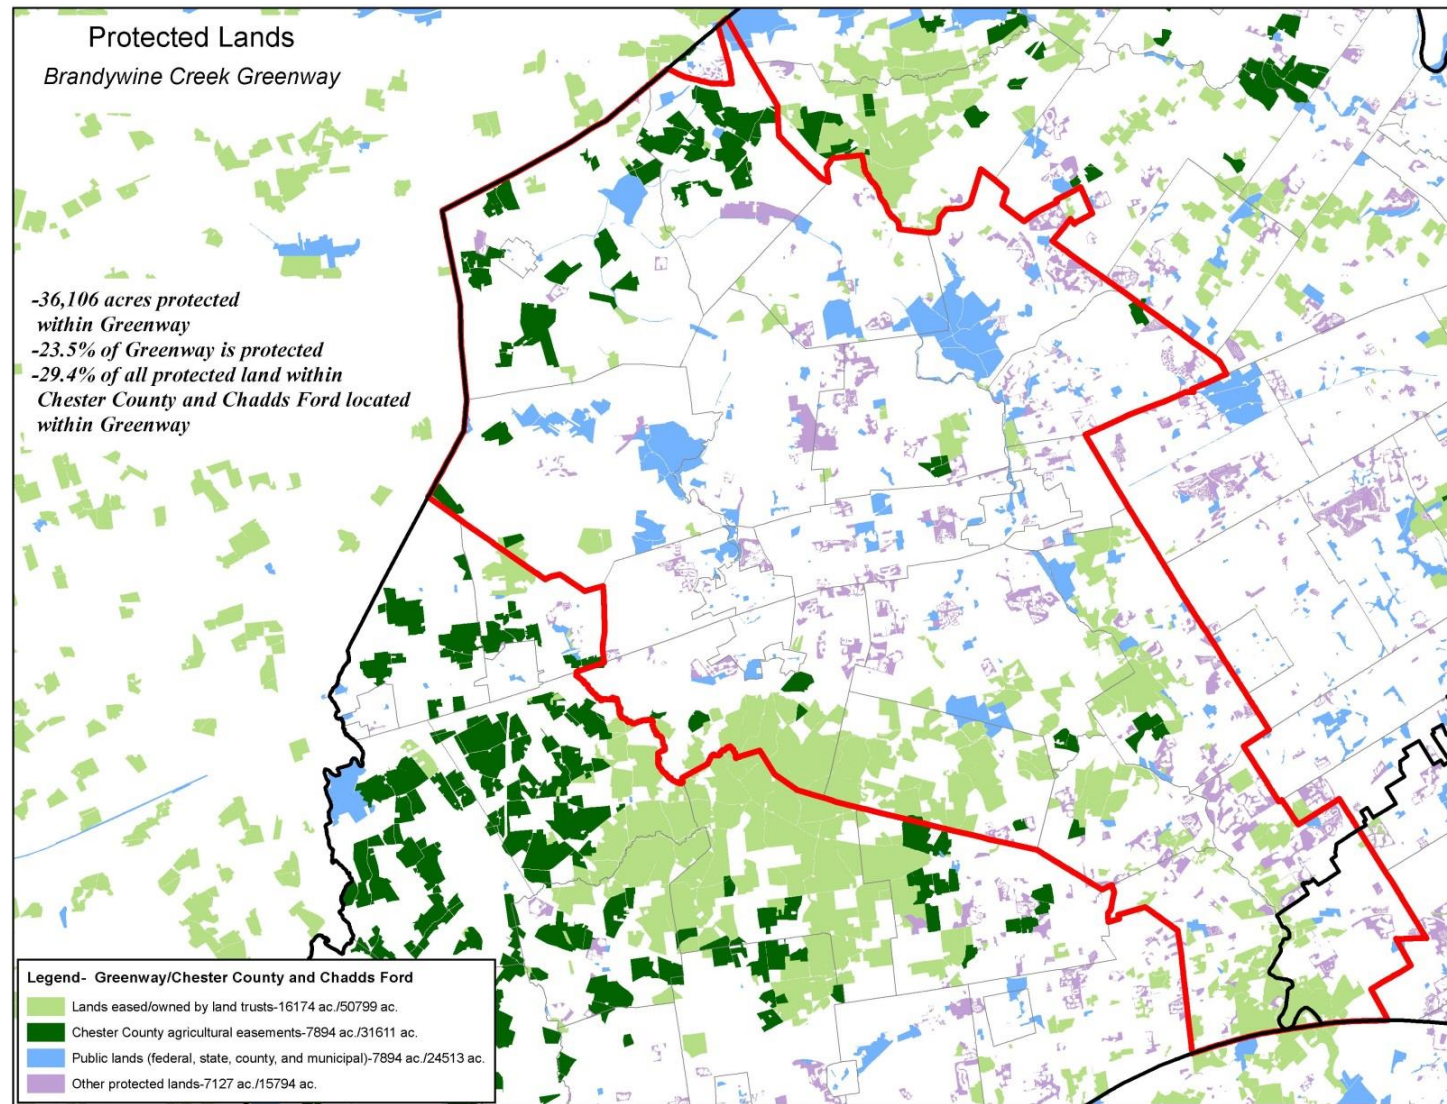 Protected Lands
Brandywine Creek Greenway
-36,106 acres protected
within Greenway
-23.5% of Greenway is protected
-29.4% of all protected land within
Chester County and Chadds Ford located
within Greenway
Legend- Greenway/Chester County and Chadds Ford
Lands eased/owned by land trusts-16174 ac./50799 ac.
Chester County agricultural easements-7894 ac./31611 ac.
Public lands (federal, state, county, and municipal)-7894 ac./24513 ac.
Other protected lands-7127 ac./15794 ac.